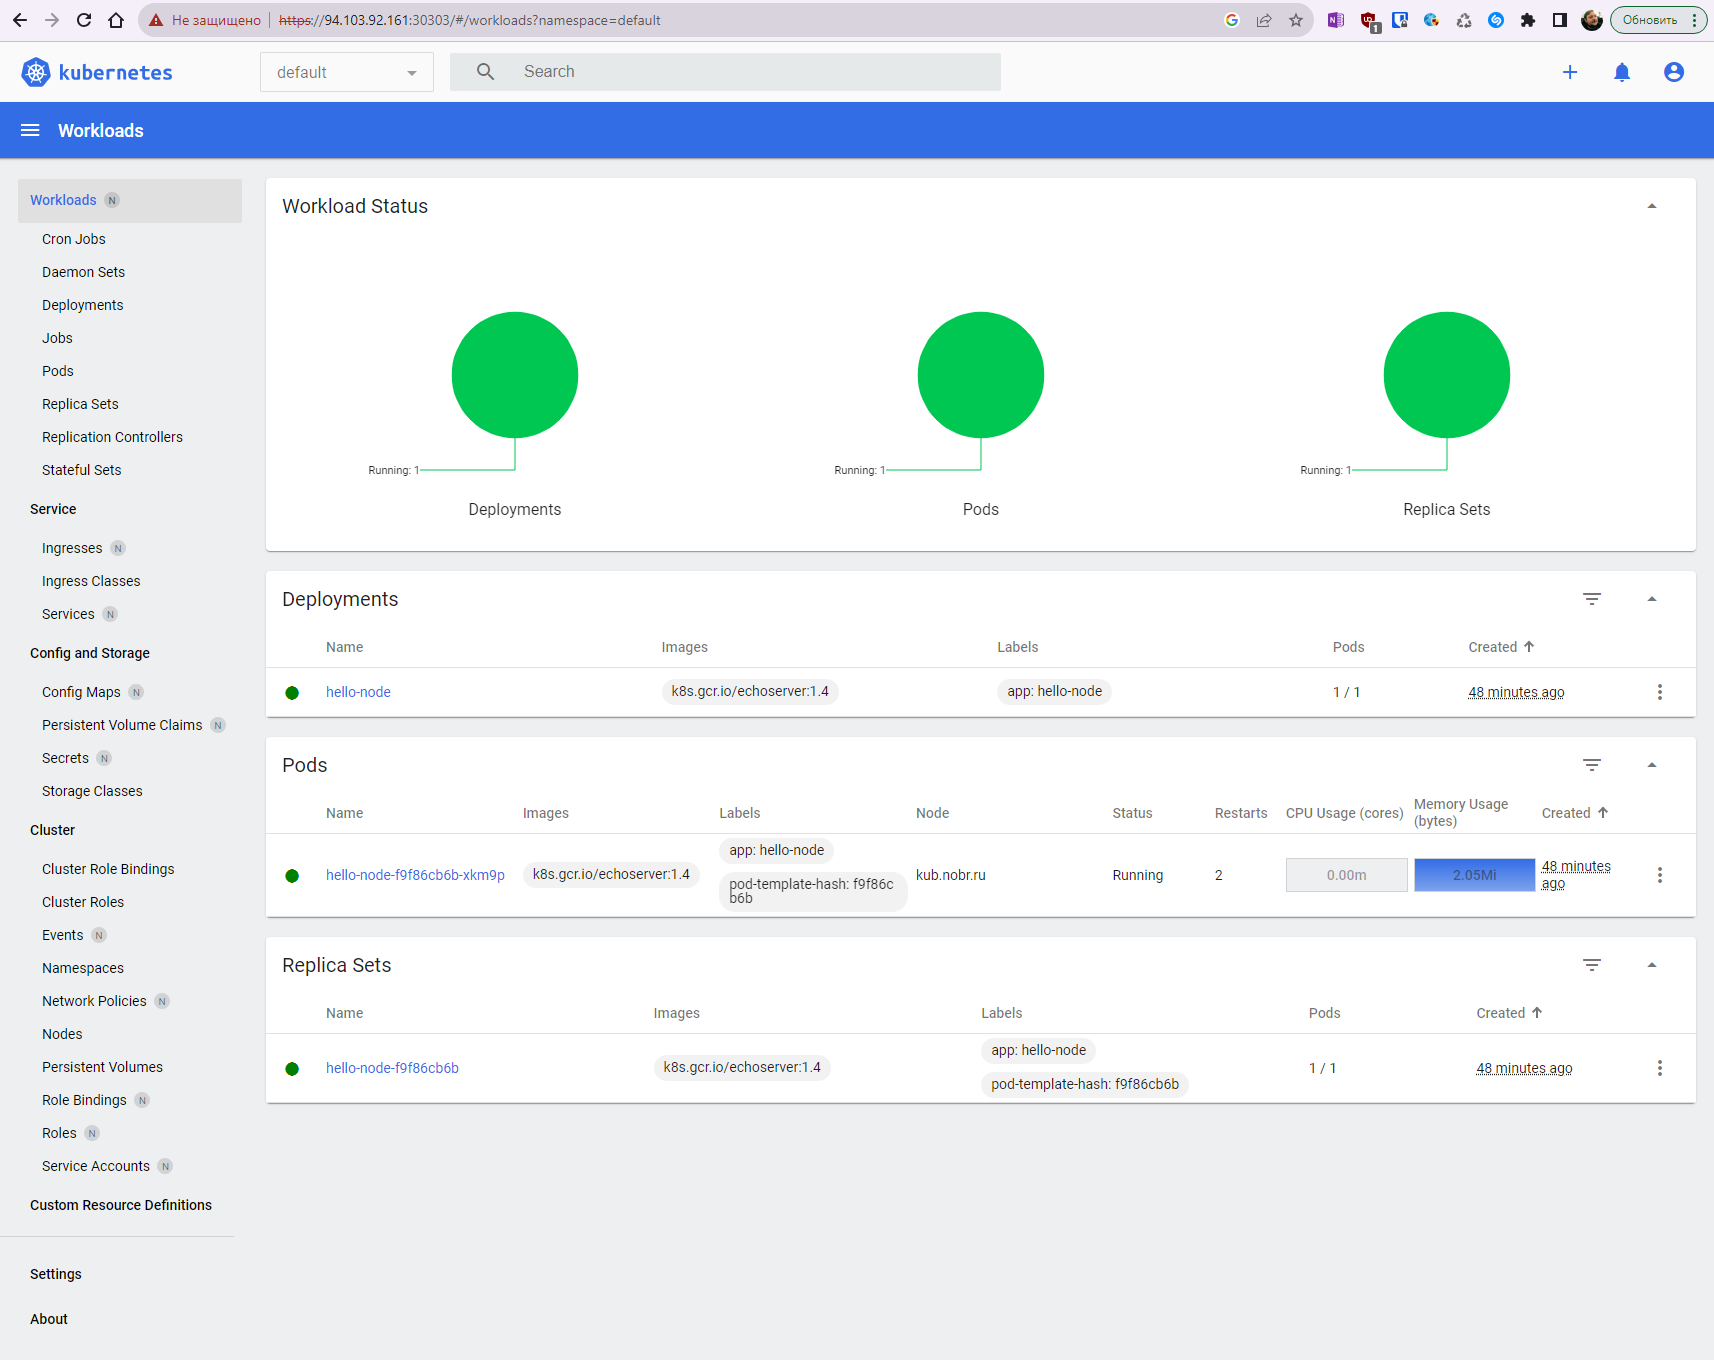 Не защищено https://94.103.92.161:30303/#/workloads?namespace=default
1
Обновить
kubernetes
default
Search
Workloads
Workloads N
Cron Jobs
Daemon Sets
Deployments
Jobs
Pods
Replica Sets
Replication Controllers
Stateful Sets
Service
Ingresses N
Ingress Classes
Services N
Config and Storage
Config Maps N
Persistent Volume Claims N
Secrets N
Storage Classes
Cluster
Cluster Role Bindings
Cluster Roles
Events N
Namespaces
Network Policies N
Nodes
Persistent Volumes
Role Bindings N
Roles N
Service Accounts N
Custom Resource Definitions
Settings
About
Workload Status
Running: 1
Deployments
Running: 1
Pods
Running: 1
Replica Sets
Deployments
Name Images Labels Pods Created
hello-node k8s.gcr.io/echoserver:1.4 app: hello-node 1 / 1 48 minutes ago
Pods
Name Images Labels Node Status Restarts CPU Usage (cores) Memory Usage (bytes) Created
hello-node-f9f86cb6b-xkm9p k8s.gcr.io/echoserver:1.4 app: hello-node pod-template-hash: f9f86cb6b kub.nobr.ru Running 2 0.00m 2.05Mi 48 minutes ago
Replica Sets
Name Images Labels Pods Created
hello-node-f9f86cb6b k8s.gcr.io/echoserver:1.4 app: hello-node pod-template-hash: f9f86cb6b 1 / 1 48 minutes ago